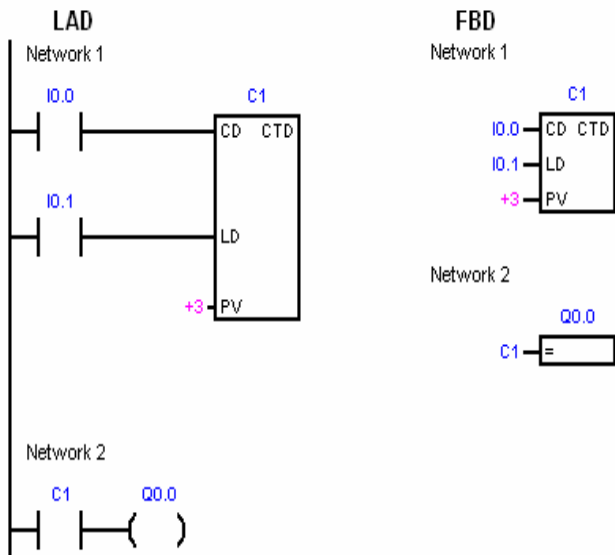 LAD
Network 1
I0.0
C1
CD CTD
I0.1
LD
+3 PV
Network 2
C1 Q0.0
FBD
Network 1
C1
I0.0 CD CTD
I0.1 LD
+3 PV
Network 2
Q0.0
C1 =